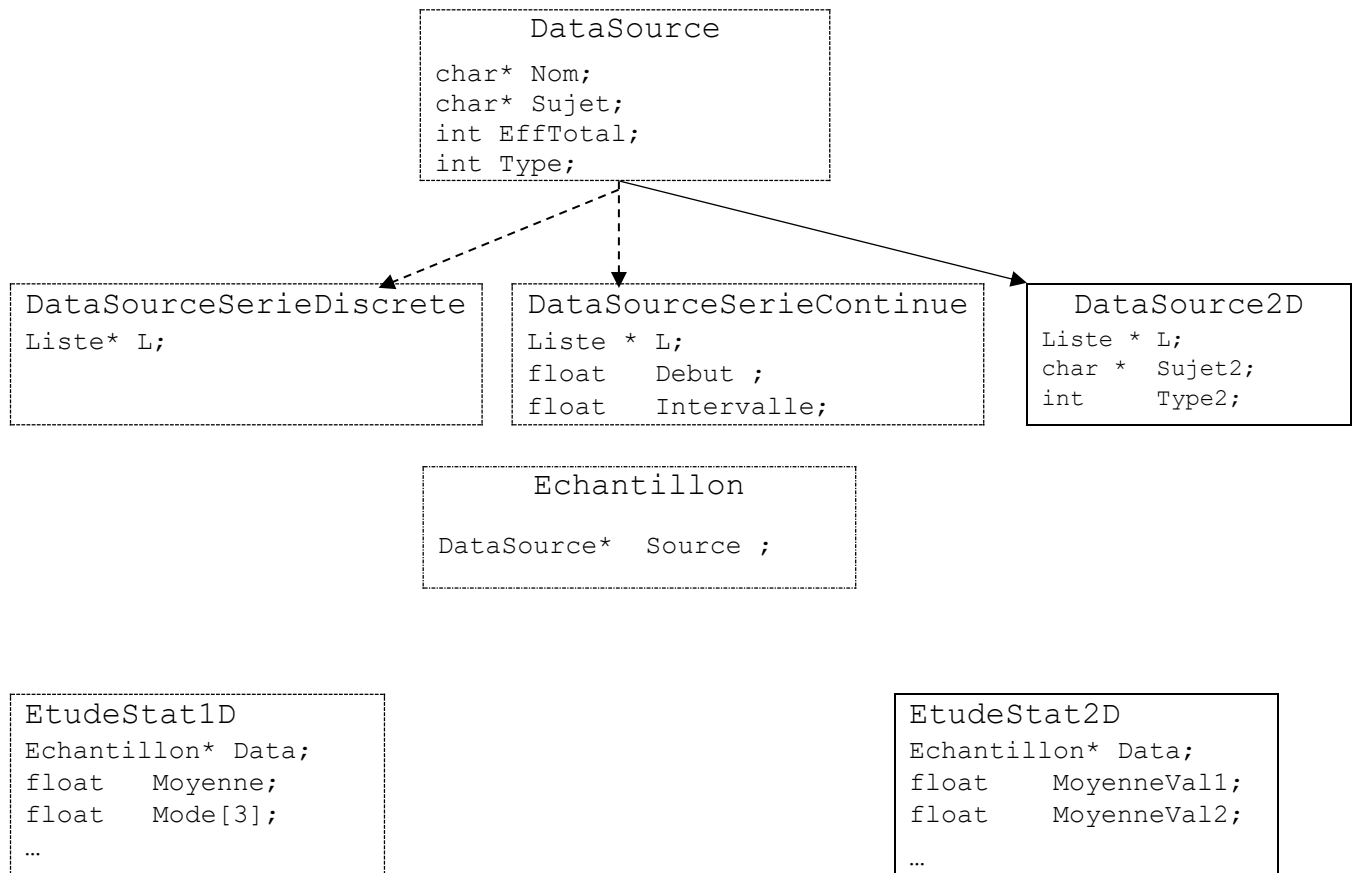 DataSource
char* Nom;
char* Sujet;
int EffTotal;
int Type;
DataSourceSerieDiscrete
Liste* L;
DataSourceSerieContinue
Liste * L;
float Debut ;
float Intervalle;
DataSource2D
Liste * L;
char * Sujet2;
int Type2;
Echantillon
DataSource* Source ;
EtudeStat1D
Echantillon* Data;
float Moyenne;
float Mode[3];
…
EtudeStat2D
Echantillon* Data;
float MoyenneVal1;
float MoyenneVal2;
…